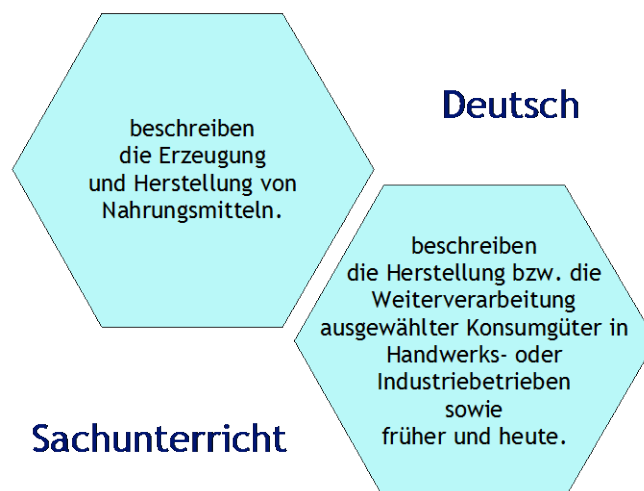 Deutsch
beschreiben
die Erzeugung
und Herstellung von
Nahrungsmitteln.
beschreiben
die Herstellung bzw. die
Weiterverarbeitung
ausgewählter Konsumgüter in
Handwerks- oder
Industriebetrieben
sowie
früher und heute.
Sachunterricht